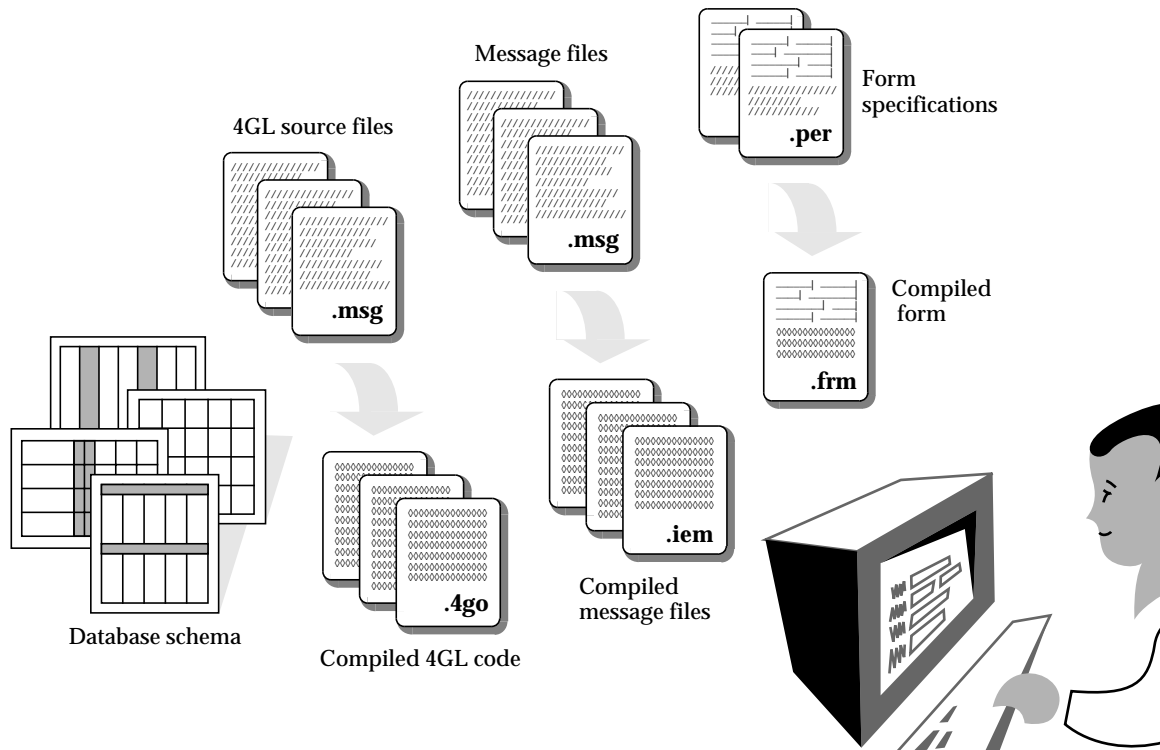 Message files
Form
specifications
.per
4GL source files
.msg
.msg
Compiled
form
.frm
.iem
.4go
Compiled
message files
Database schema
Compiled 4GL code